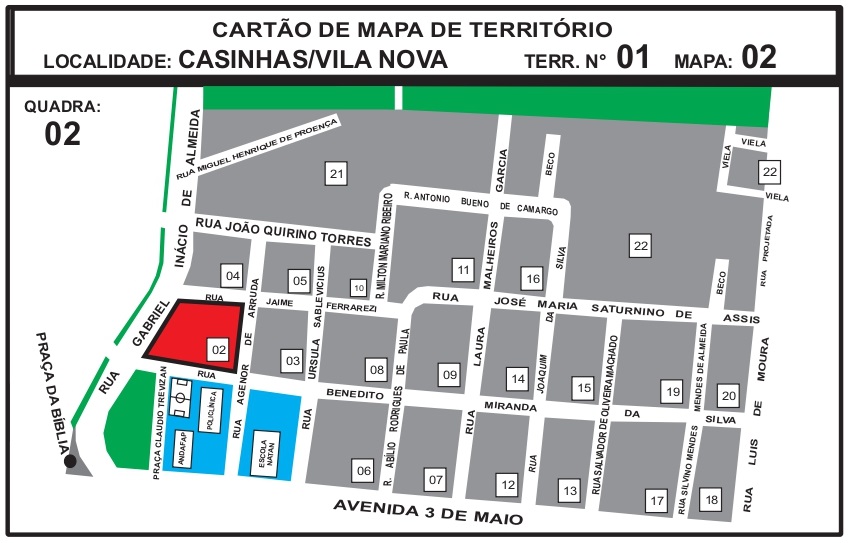 CARTÃO DE MAPA DE TERRITÓRIO
LOCALIDADE: CASINHAS/VILA NOVA TERR. N° 01 MAPA: 02
QUADRA:
02
RUA GABRIEL INÁCIO DE ALMEIDA
RUA MIGUEL HENRIQUE DE PROENÇA
21
VIELA
VIELA
22
VIELA
GARCIA
BECO
R. ANTONIO BUENO DE CAMARGO
RUA JOÃO QUIRINO TORRES
R. MILTON MARIANO RIBEIRO
22
RUA PROJETADA
04
05
10
11
MALHEIROS
16
SILVA
BECO
RUA JAIME FERRAREZI
RUA JOSÉ MARIA SATURNINO DE ASSIS
02
RUA AGENOR DE ARRUDA
03
RUA URSULA SABLEVICIUS
08
R. ABÍLIO RODRIGUES DE PAULA
09
RUA LAURA
14
RUA JOAQUIM DA
15
RUA SALVADOR DE OLIVEIRA MACHADO
19
MENDES DE ALMEIDA
20
RUA LUIS DE MOURA
PRAÇA DA BÍBLIA
RUA BENEDITO MIRANDA DA SILVA
PRAÇA CLAUDIO TREVIZAN
POLICLÍNICA
ANDAFAP
ESCOLA
NATAN
06
07
12
13
17
RUA SILVINO MENDES
18
AVENIDA 3 DE MAIO